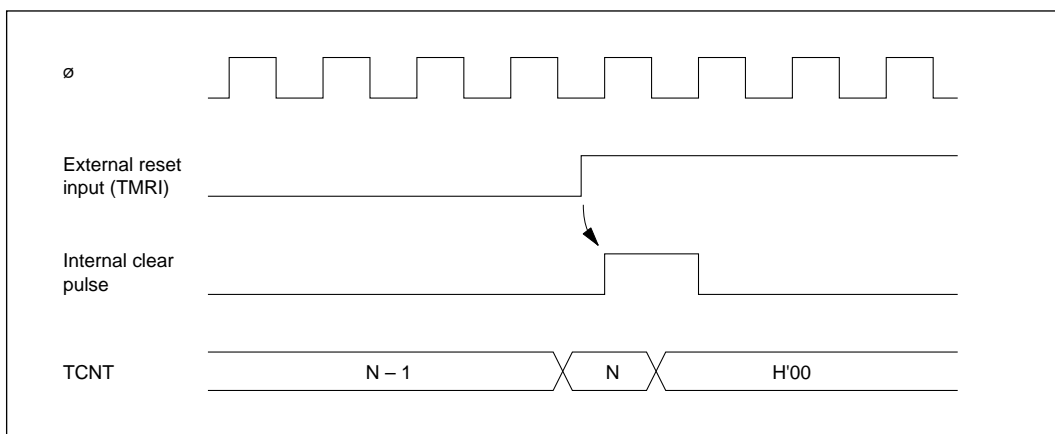 ø
External reset
input (TMRI)
Internal clear
pulse
TCNT
N – 1
N
H'00